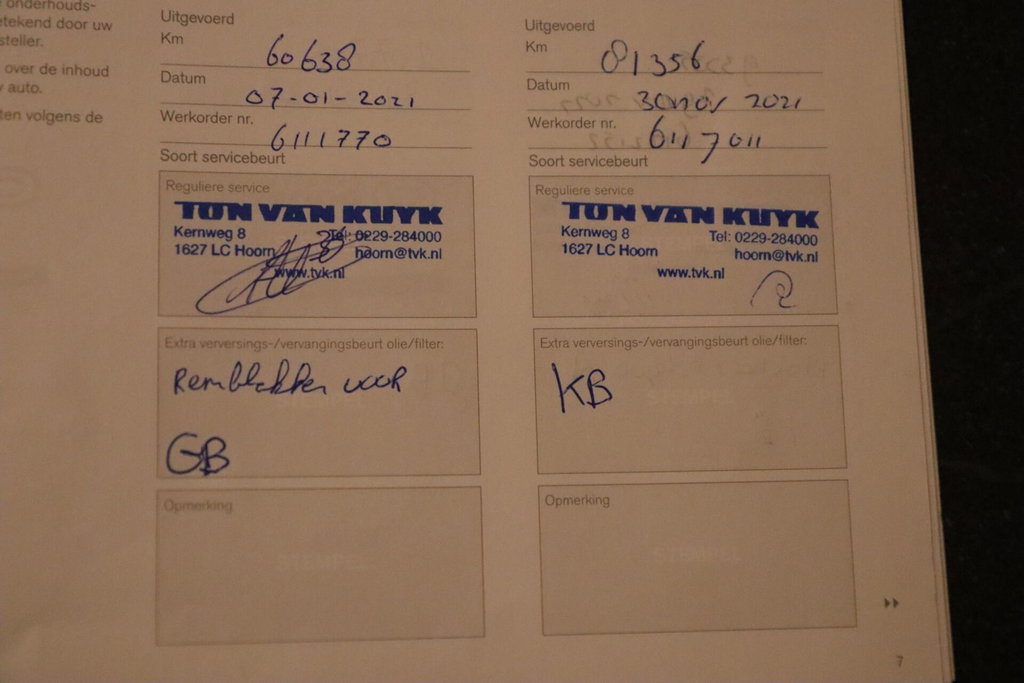 onderhouds-
etekend door uw
steller.
over de inhoud
auto.
ten volgens de
Uitgevoerd
Km
60638
Datum
07-01-2021
Werkorder nr.
6111770
Soort servicebeurt
Reguliere service
TON VAN KUYK
Kernweg 8 Tel: 0229-284000
1627 LC Hoorn hoorn@tvk.nl
www.tvk.nl
Extra verversings-/vervangingsbeurt olie/filter:
Remblokken voor
GB
Opmerking
STEMPEL
Uitgevoerd
Km
81356
Datum
30 nov 2021
Werkorder nr.
6117011
Soort servicebeurt
Reguliere service
TON VAN KUYK
Kernweg 8 Tel: 0229-284000
1627 LC Hoorn hoorn@tvk.nl
www.tvk.nl
Extra verversings-/vervangingsbeurt olie/filter:
KB
STEMPEL
Opmerking
STEMPEL
7